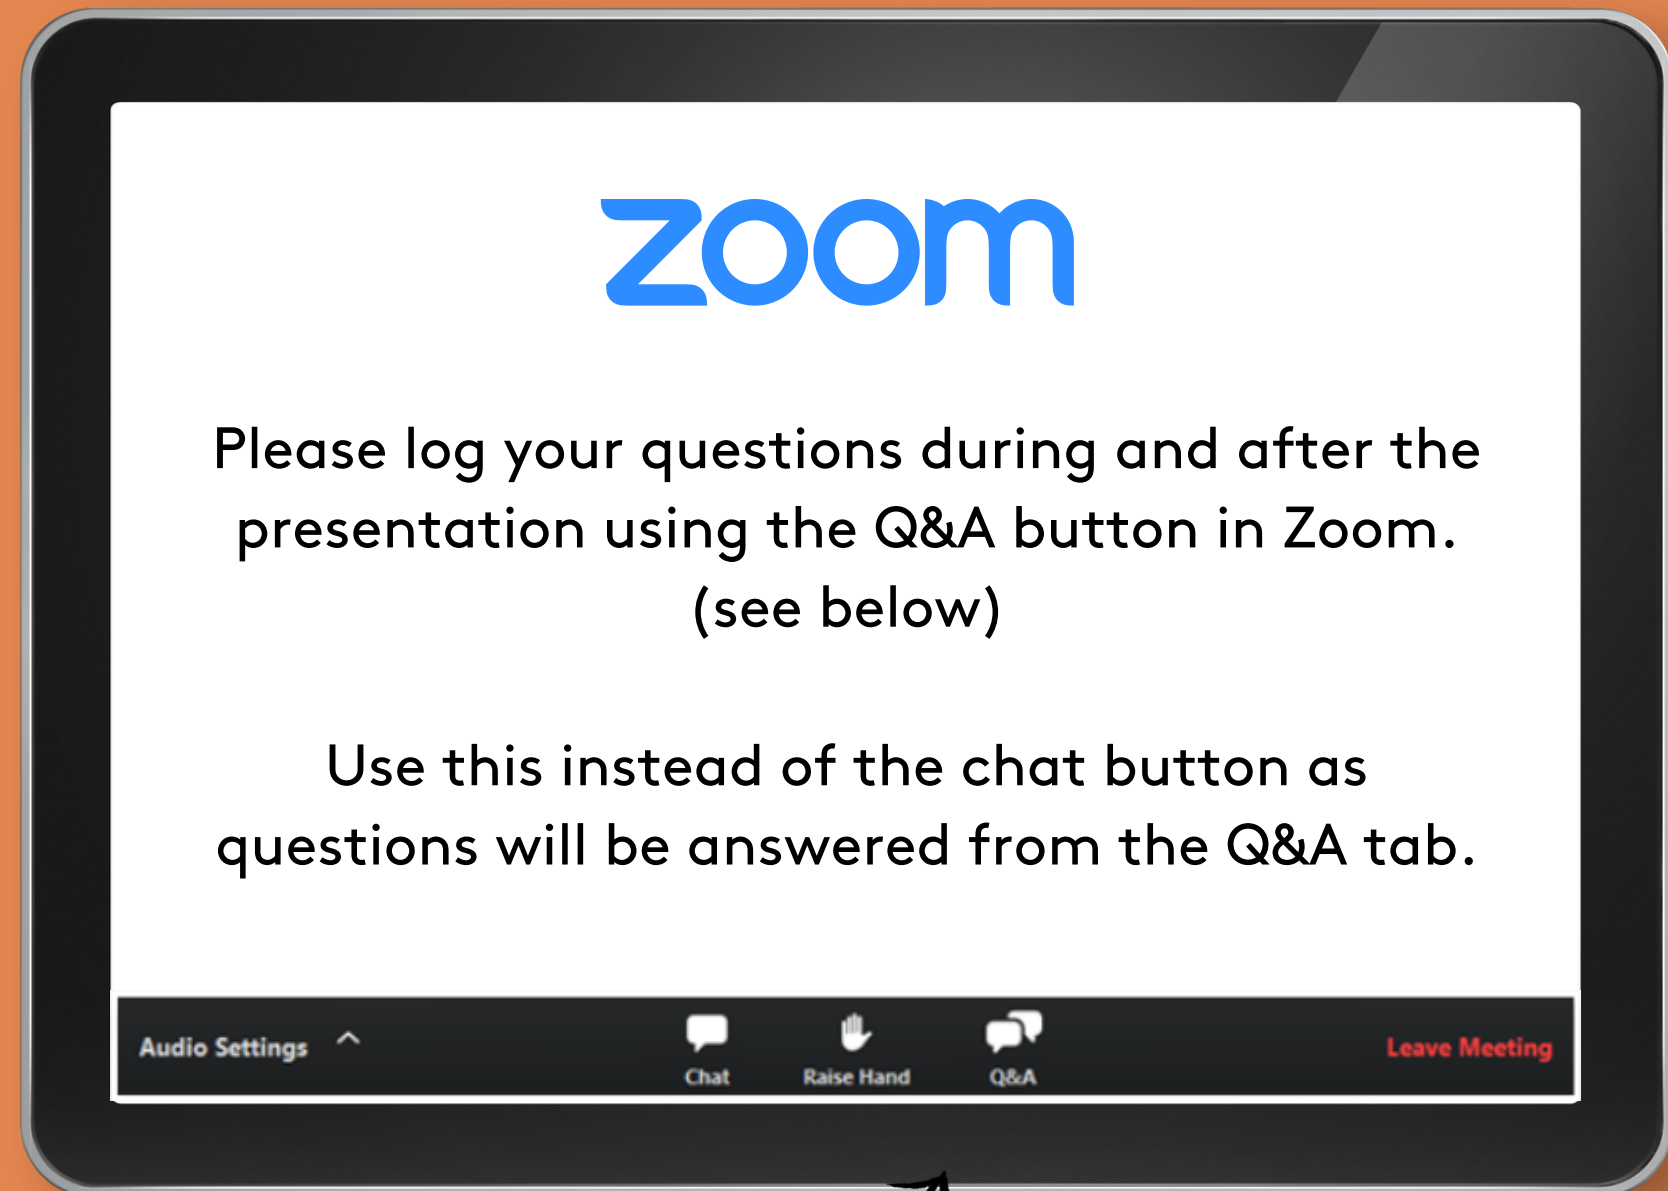 zoom
Please log your questions during and after the
presentation using the Q&A button in Zoom.
(see below)
Use this instead of the chat button as
questions will be answered from the Q&A tab.
Audio Settings
Chat
Raise Hand
Q&A
Leave Meeting